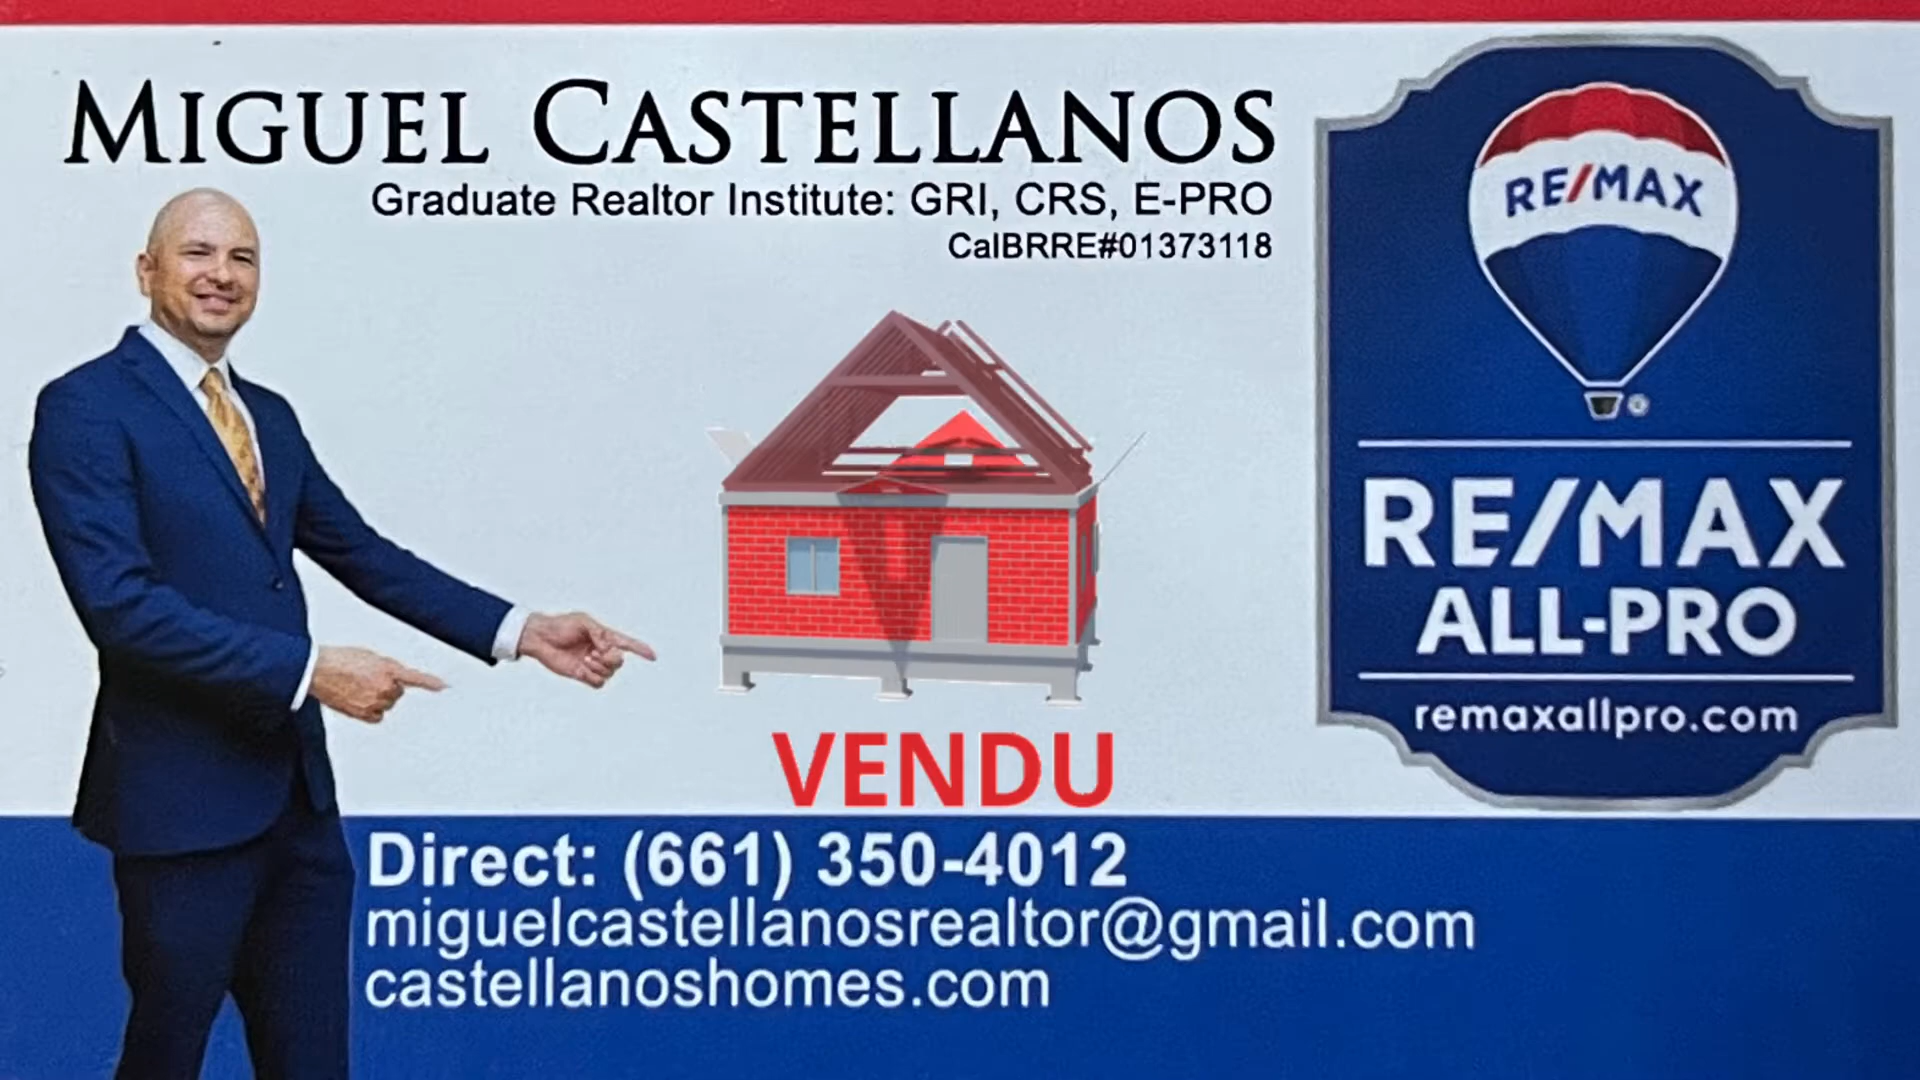 MIGUEL CASTELLANOS
Graduate Realtor Institute: GRI, CRS, E-PRO
CalBRRE#01373118
RE/MAX
RE/MAX
ALL-PRO
remaxallpro.com
VENDU
Direct: (661) 350-4012
miguelcastellanosrealtor@gmail.com
castellanoshomes.com